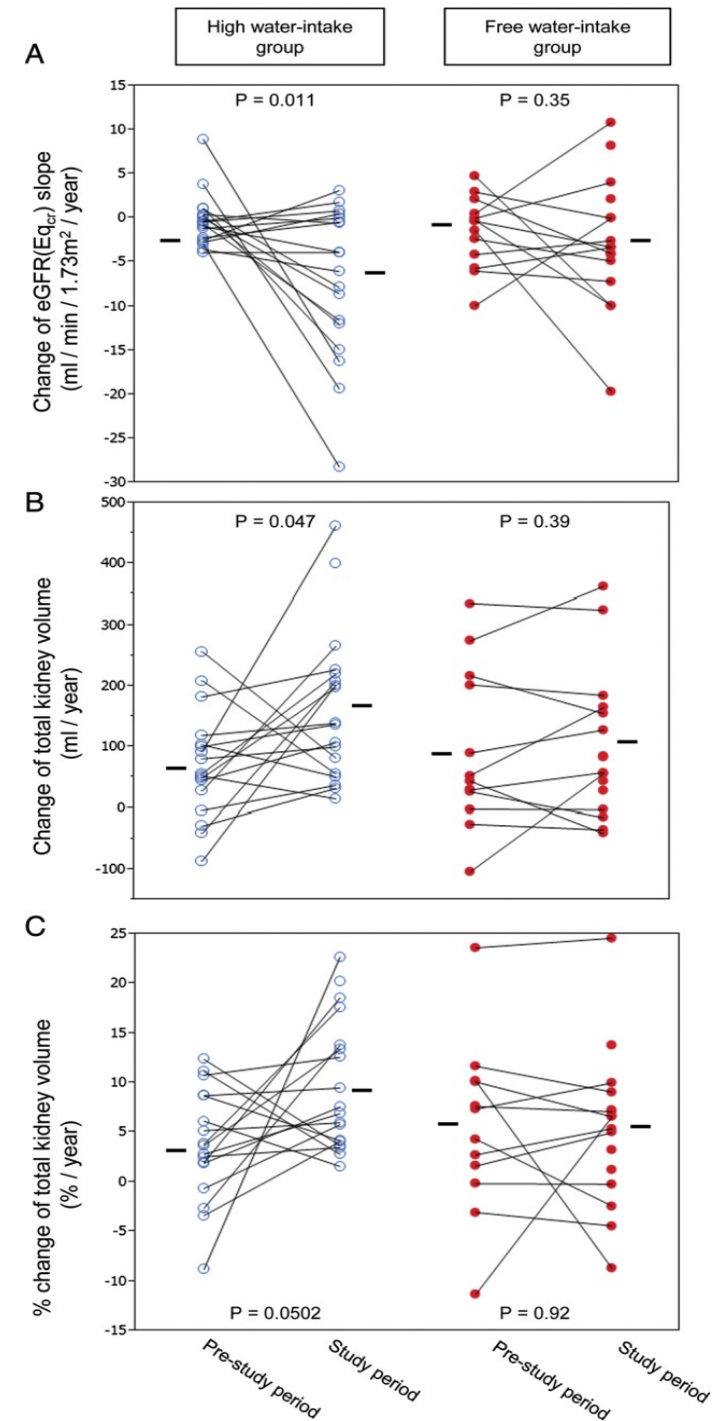 High water-intake
group
Free water-intake
group
A
P = 0.011
P = 0.35
Change of eGFR(Eqcr) slope
(ml / min / 1.73m² / year)
15
10
5
0
-5
-10
-15
-20
-25
-30
B
P = 0.047
P = 0.39
Change of total kidney volume
(ml / year)
500
400
300
200
100
0
-100
C
% change of total kidney volume
(% / year)
25
20
15
10
5
0
-5
-10
-15
P = 0.0502
P = 0.92
Pre-study period
Study period
Pre-study period
Study period